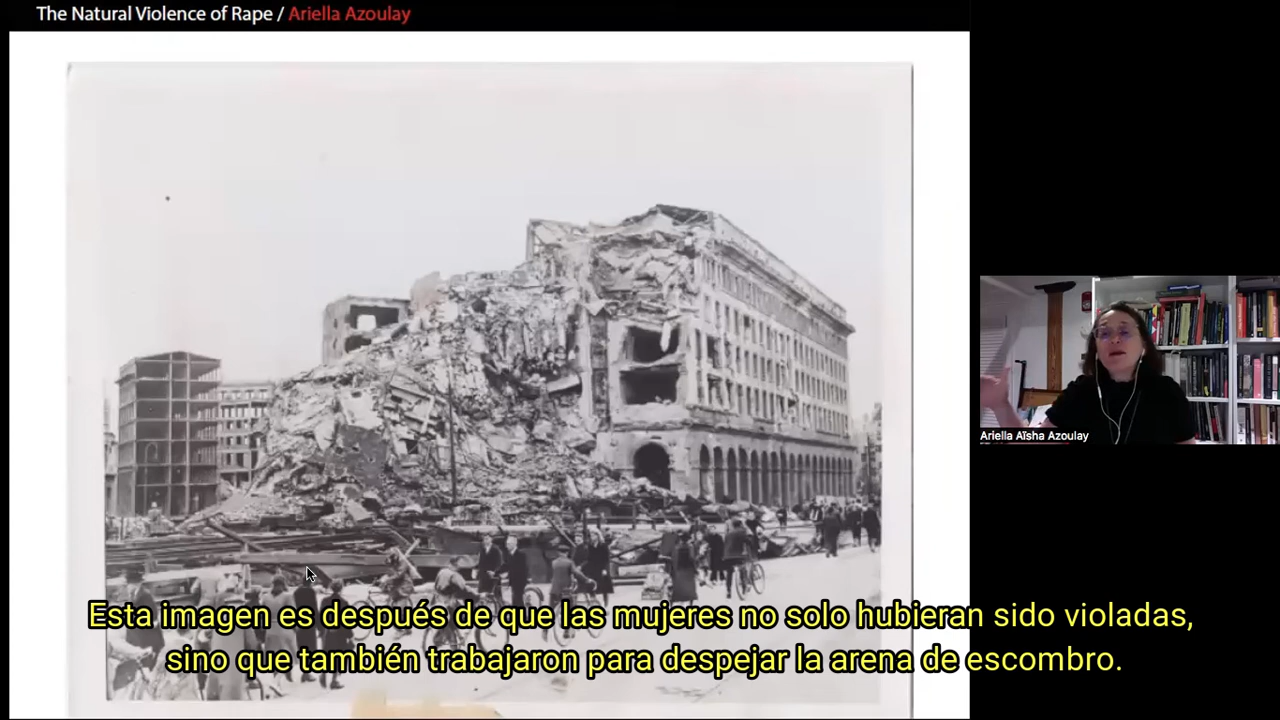 The Natural Violence of Rape / Ariella Azoulay
Ariella Aïsha Azoulay
Esta imagen es después de que las mujeres no solo hubieran sido violadas,
sino que también trabajaron para despejar la arena de escombro.